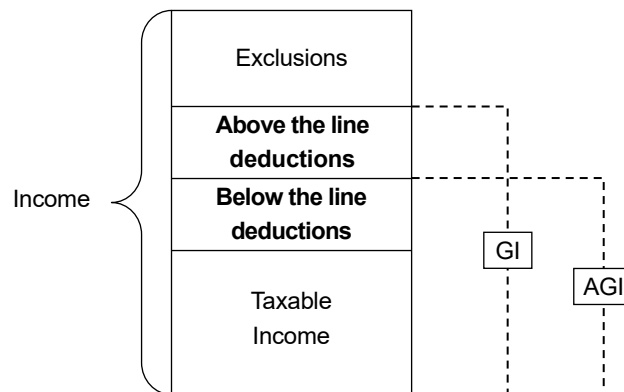 Exclusions
Above the line
deductions
Income
Below the line
deductions
GI
AGI
Taxable
Income